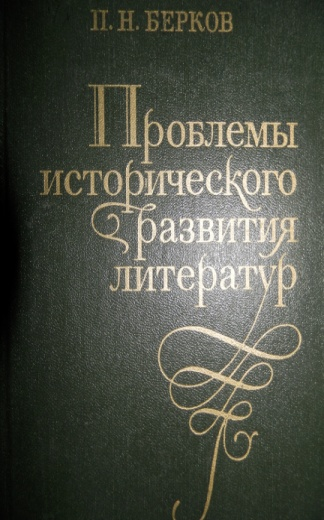 П. Н. БЕРКОВ
Проблемы
исторического
развития
литератур